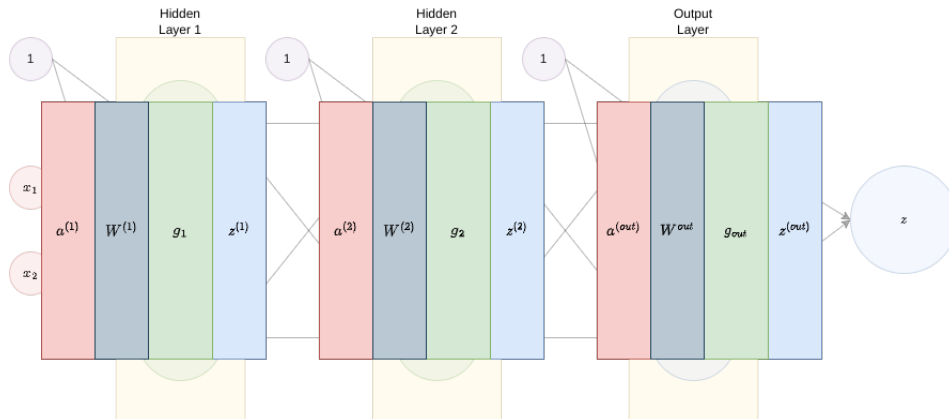 Hidden
Layer 1
Hidden
Layer 2
Output
Layer
1
1
1
x₁
x₂
a⁽¹⁾
W⁽¹⁾
g₁
z⁽¹⁾
a⁽²⁾
W⁽²⁾
g₂
z⁽²⁾
a⁽ᵒᵘᵗ⁾
Wᵒᵘᵗ
gₒᵤₜ
z⁽ᵒᵘᵗ⁾
z